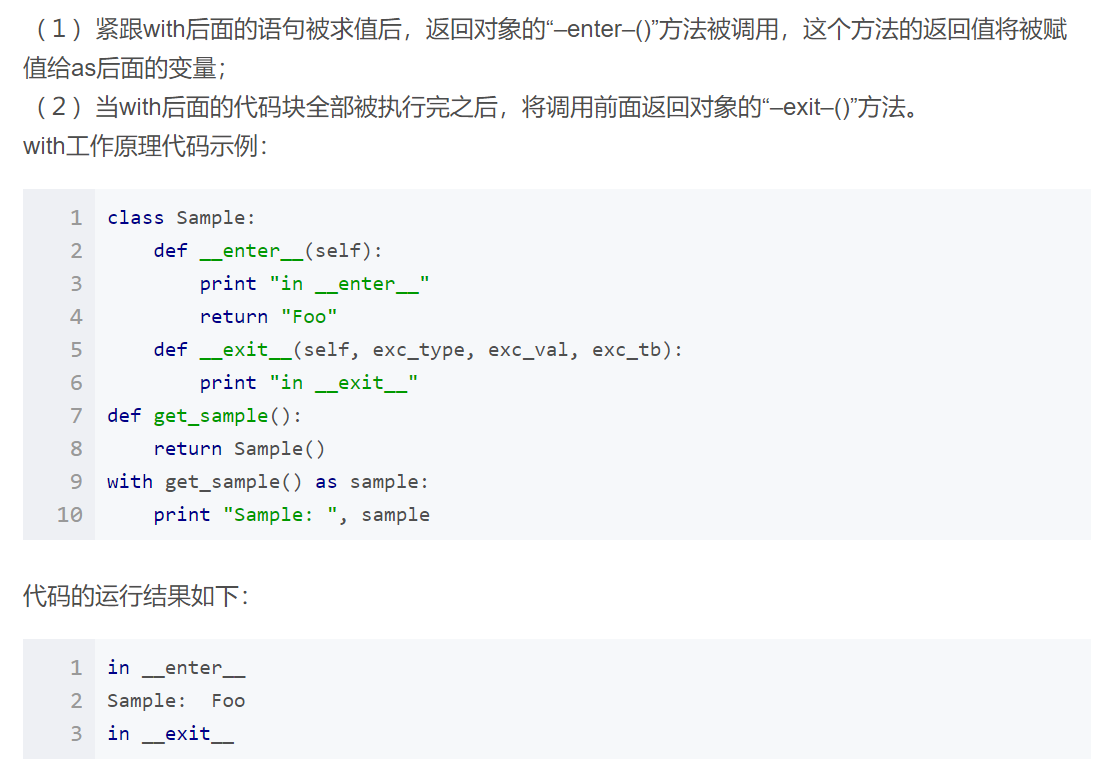 （1）紧跟with后面的语句被求值后，返回对象的“–enter–()”方法被调用，这个方法的返回值将被赋
值给as后面的变量；
（2）当with后面的代码块全部被执行完之后，将调用前面返回对象的“–exit–()”方法。
with工作原理代码示例：
1 class Sample:
2     def __enter__(self):
3         print "in __enter__"
4         return "Foo"
5     def __exit__(self, exc_type, exc_val, exc_tb):
6         print "in __exit__"
7 def get_sample():
8     return Sample()
9 with get_sample() as sample:
10     print "Sample: ", sample
代码的运行结果如下：
1 in __enter__
2 Sample:  Foo
3 in __exit__